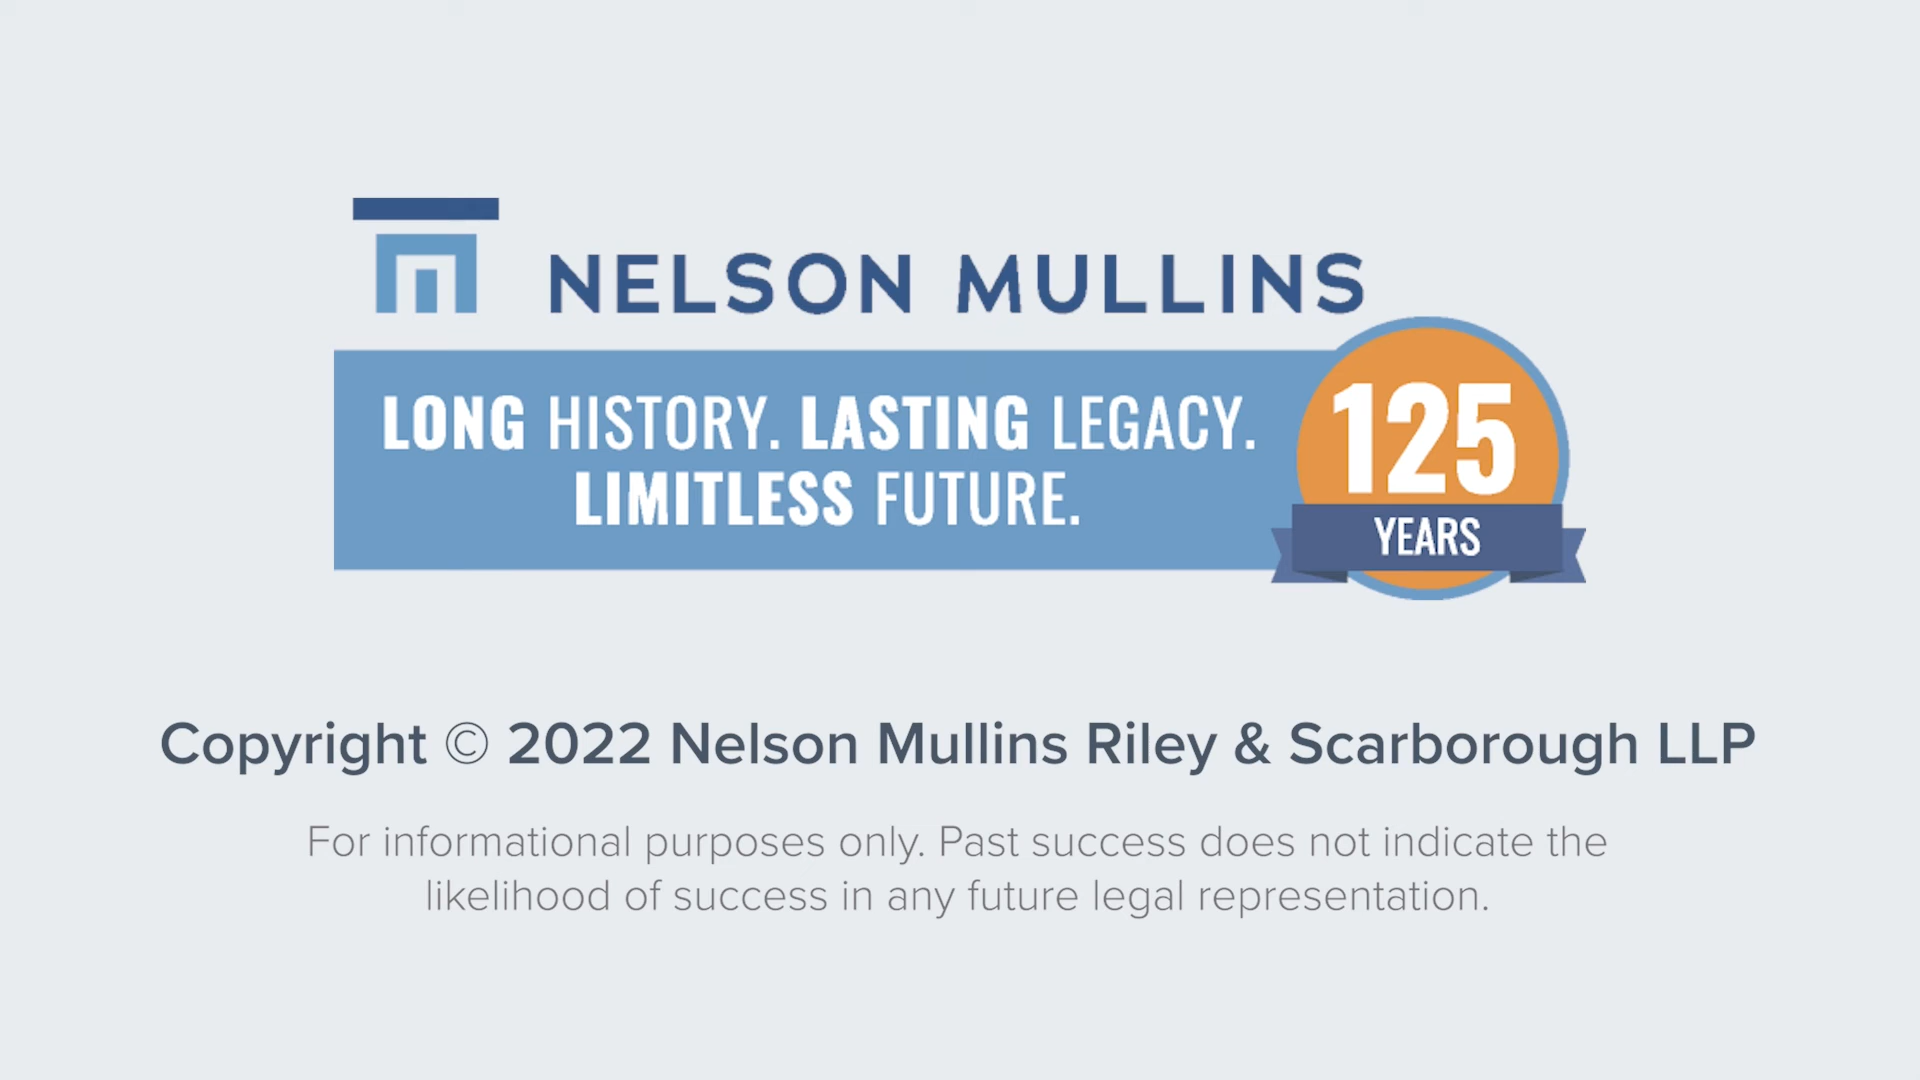 NELSON MULLINS
LONG HISTORY. LASTING LEGACY.
LIMITLESS FUTURE.
125
YEARS
Copyright © 2022 Nelson Mullins Riley & Scarborough LLP
For informational purposes only. Past success does not indicate the
likelihood of success in any future legal representation.